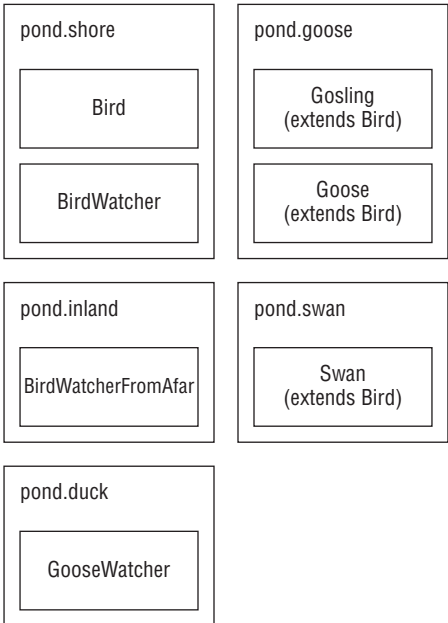 pond.shore
Bird
BirdWatcher
pond.goose
Gosling
(extends Bird)
Goose
(extends Bird)
pond.inland
BirdWatcherFromAfar
pond.swan
Swan
(extends Bird)
pond.duck
GooseWatcher